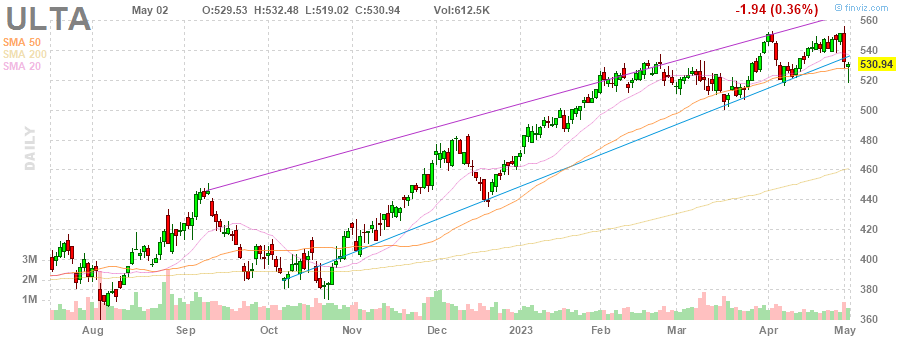 ULTA
May 02 O:529.53 H:532.48 L:519.02 C:530.94 Vol:612.5K -1.94 (0.36%)
© finviz.com
SMA 50
SMA 200
SMA 20
DAILY
3M
2M
1M
560
540
530.94
520
500
480
460
440
420
400
380
360
Aug Sep Oct Nov Dec 2023 Feb Mar Apr May